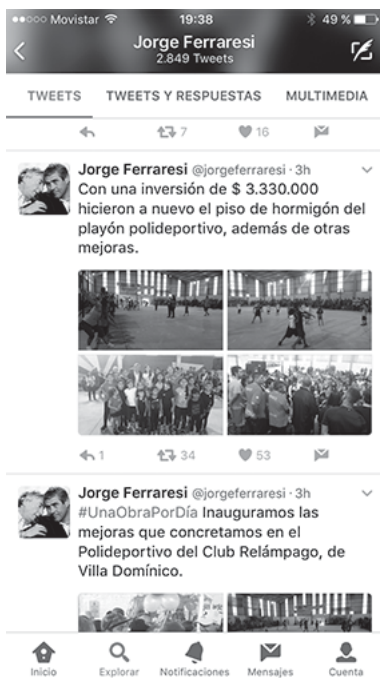 Movistar 19:38 49 %
Jorge Ferraresi
2.849 Tweets
TWEETS TWEETS Y RESPUESTAS MULTIMEDIA
7 16
Jorge Ferraresi @jorgeferraresi · 3h
Con una inversión de $ 3.330.000
hicieron a nuevo el piso de hormigón del
playón polideportivo, además de otras
mejoras.
1 34 53
Jorge Ferraresi @jorgeferraresi · 3h
#UnaObraPorDía Inauguramos las
mejoras que concretamos en el
Polideportivo del Club Relámpago, de
Villa Domínico.
Inicio Explorar Notificaciones Mensajes Cuenta